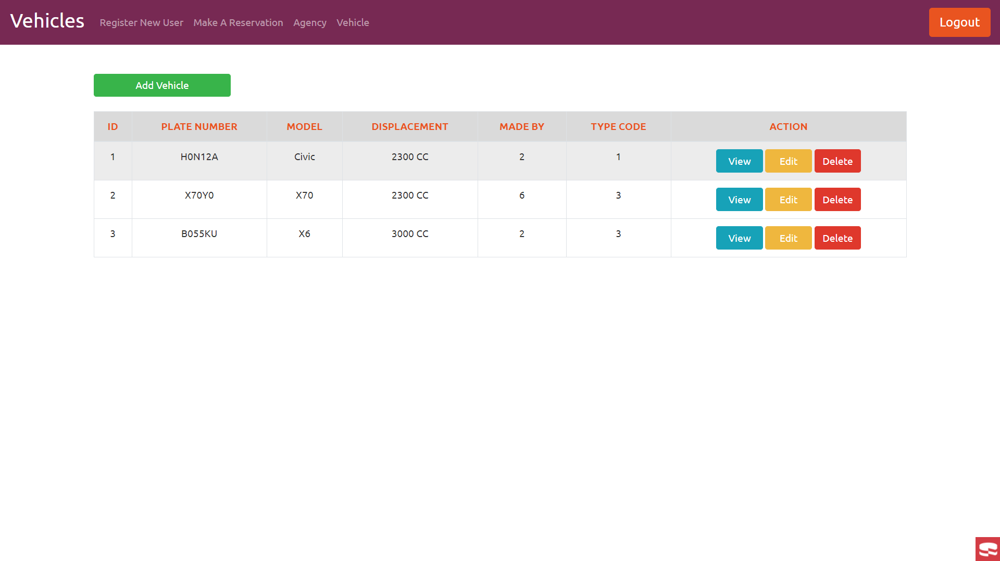 Vehicles Register New User Make A Reservation Agency Vehicle Logout
Add Vehicle
ID PLATE NUMBER MODEL DISPLACEMENT MADE BY TYPE CODE ACTION
1 H0N12A Civic 2300 CC 2 1 View Edit Delete
2 X70Y0 X70 2300 CC 6 3 View Edit Delete
3 B055KU X6 3000 CC 2 3 View Edit Delete